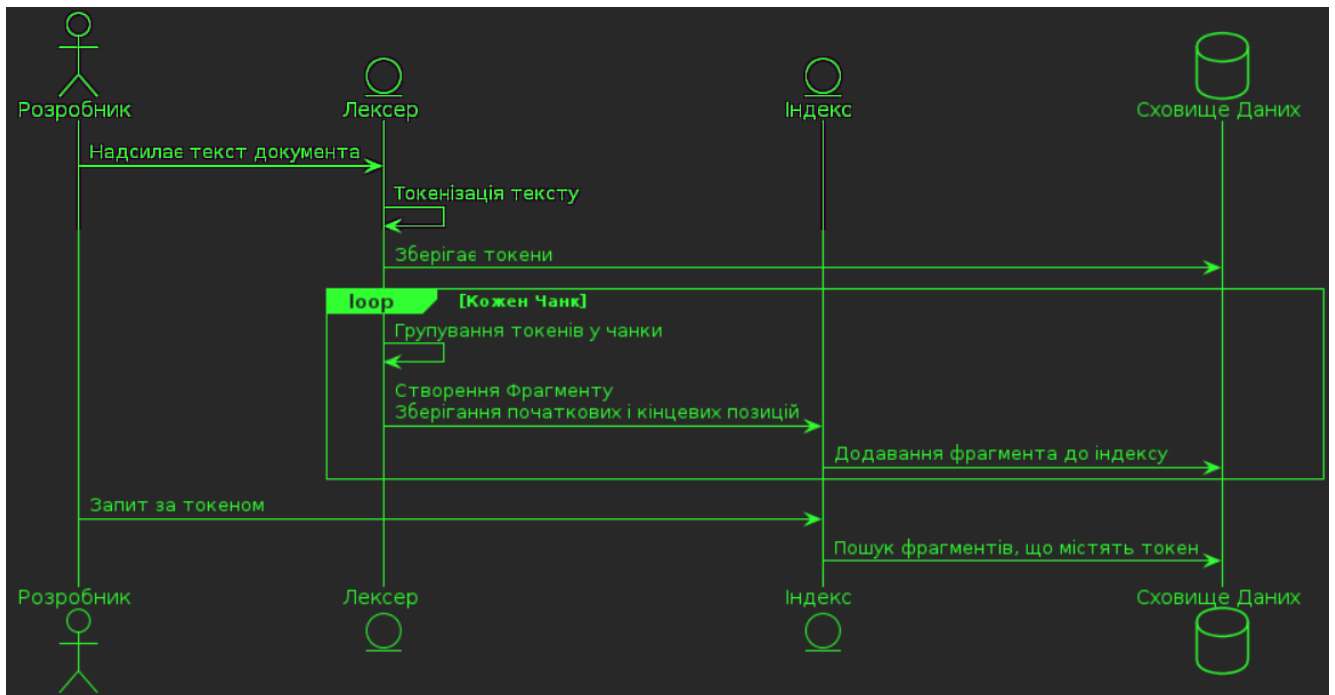 Розробник
Лексер
Індекс
Сховище Даних
Надсилає текст документа
Токенізація тексту
Зберігає токени
loop [Кожен Чанк]
Групування токенів у чанки
Створення Фрагменту
Зберігання початкових і кінцевих позицій
Додавання фрагмента до індексу
Запит за токеном
Пошук фрагментів, що містять токен
Розробник
Лексер
Індекс
Сховище Даних